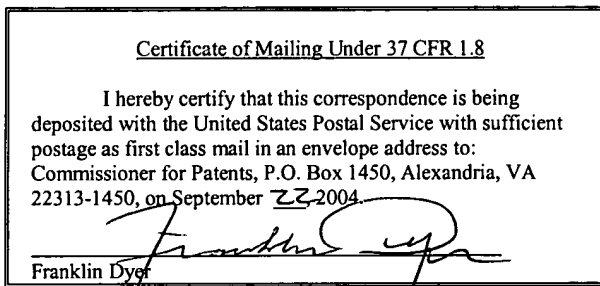 Certificate of Mailing Under 37 CFR 1.8
I hereby certify that this correspondence is being
deposited with the United States Postal Service with sufficient
postage as first class mail in an envelope address to:
Commissioner for Patents, P.O. Box 1450, Alexandria, VA
22313-1450, on September 22 2004.
Franklin Dyer
Franklin Dyer